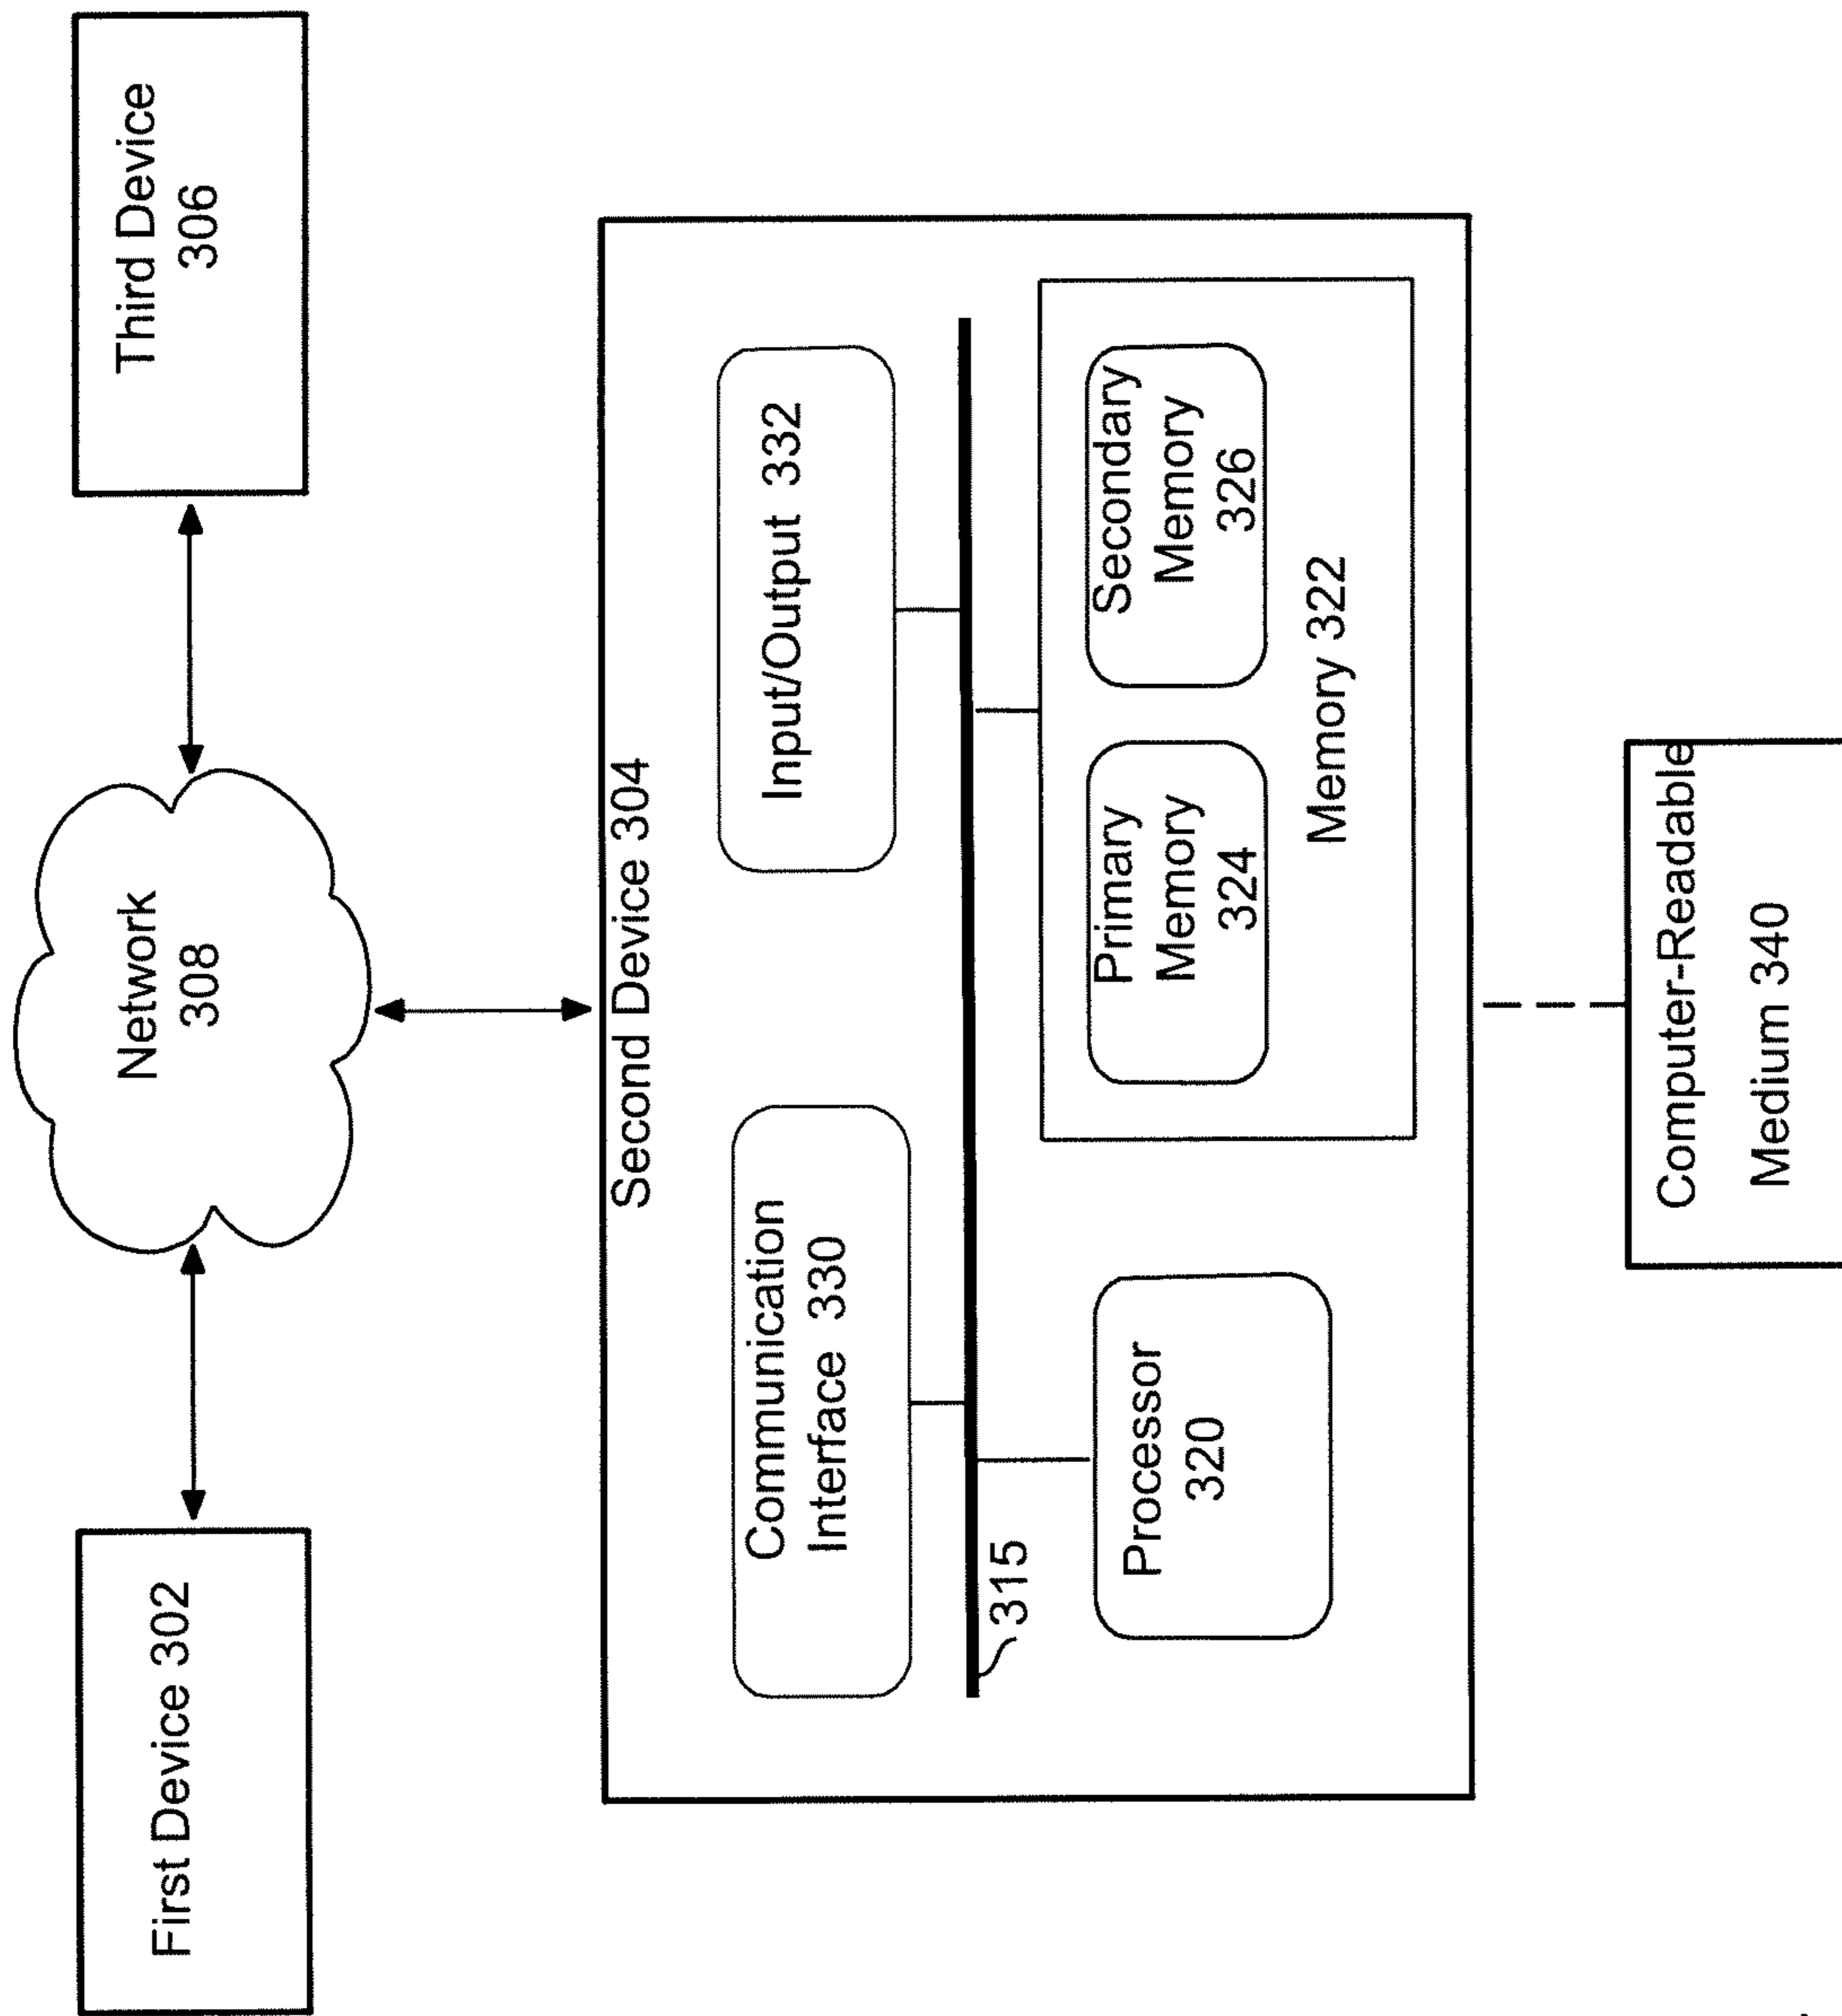 First Device 302
Network
308
Third Device
306
Second Device 304
Communication
Interface 330
Input/Output 332
315
Processor
320
Primary
Memory
324
Secondary
Memory
326
Memory 322
Computer-Readable
Medium 340